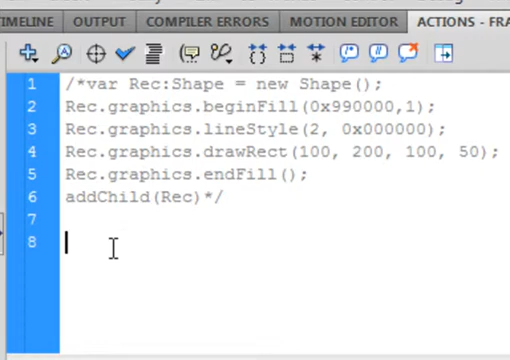 TIMELINE OUTPUT COMPILER ERRORS MOTION EDITOR ACTIONS - FRA
1 /*var Rec:Shape = new Shape();
2 Rec.graphics.beginFill(0x990000,1);
3 Rec.graphics.lineStyle(2, 0x000000);
4 Rec.graphics.drawRect(100, 200, 100, 50);
5 Rec.graphics.endFill();
6 addChild(Rec)*/
7
8